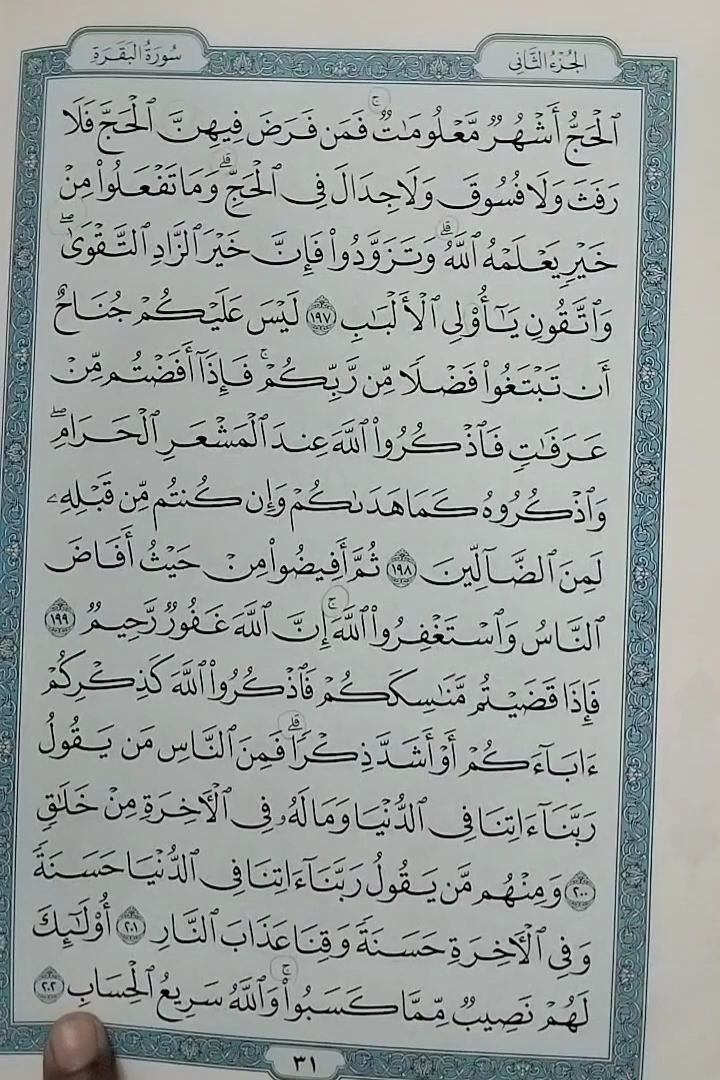 الجُزْءُ الثَّانِي
سُورَةُ البَقَرَةِ
ٱلْحَجُّ أَشْهُرٌ مَّعْلُومَٰتٌ ۚ فَمَن فَرَضَ فِيهِنَّ ٱلْحَجَّ فَلَا
رَفَثَ وَلَا فُسُوقَ وَلَا جِدَالَ فِى ٱلْحَجِّ ۗ وَمَا تَفْعَلُوا۟ مِنْ
خَيْرٍ يَعْلَمْهُ ٱللَّهُ ۗ وَتَزَوَّدُوا۟ فَإِنَّ خَيْرَ ٱلزَّادِ ٱلتَّقْوَىٰ ۖ
وَٱتَّقُونِ يَٰٓأُو۟لِى ٱلْأَلْبَٰبِ ١٩٧ لَيْسَ عَلَيْكُمْ جُنَاحٌ
أَن تَبْتَغُوا۟ فَضْلًا مِّن رَّبِّكُمْ ۚ فَإِذَآ أَفَضْتُم مِّنْ
عَرَفَٰتٍ فَٱذْكُرُوا۟ ٱللَّهَ عِندَ ٱلْمَشْعَرِ ٱلْحَرَامِ ۖ
وَٱذْكُرُوهُ كَمَا هَدَىٰكُمْ وَإِن كُنتُم مِّن قَبْلِهِۦ
لَمِنَ ٱلضَّآلِّينَ ١٩٨ ثُمَّ أَفِيضُوا۟ مِنْ حَيْثُ أَفَاضَ
ٱلنَّاسُ وَٱسْتَغْفِرُوا۟ ٱللَّهَ ۚ إِنَّ ٱللَّهَ غَفُورٌ رَّحِيمٌ ١٩٩
فَإِذَا قَضَيْتُم مَّنَٰسِكَكُمْ فَٱذْكُرُوا۟ ٱللَّهَ كَذِكْرِكُمْ
ءَابَآءَكُمْ أَوْ أَشَدَّ ذِكْرًا ۗ فَمِنَ ٱلنَّاسِ مَن يَقُولُ
رَبَّنَآ ءَاتِنَا فِى ٱلدُّنْيَا وَمَا لَهُۥ فِى ٱلْءَاخِرَةِ مِنْ خَلَٰقٍ
٢٠٠ وَمِنْهُم مَّن يَقُولُ رَبَّنَآ ءَاتِنَا فِى ٱلدُّنْيَا حَسَنَةً
وَفِى ٱلْءَاخِرَةِ حَسَنَةً وَقِنَا عَذَابَ ٱلنَّارِ ٢٠١ أُو۟لَٰٓئِكَ
لَهُمْ نَصِيبٌ مِّمَّا كَسَبُوا۟ ۚ وَٱللَّهُ سَرِيعُ ٱلْحِسَابِ ٢٠٢
٣١